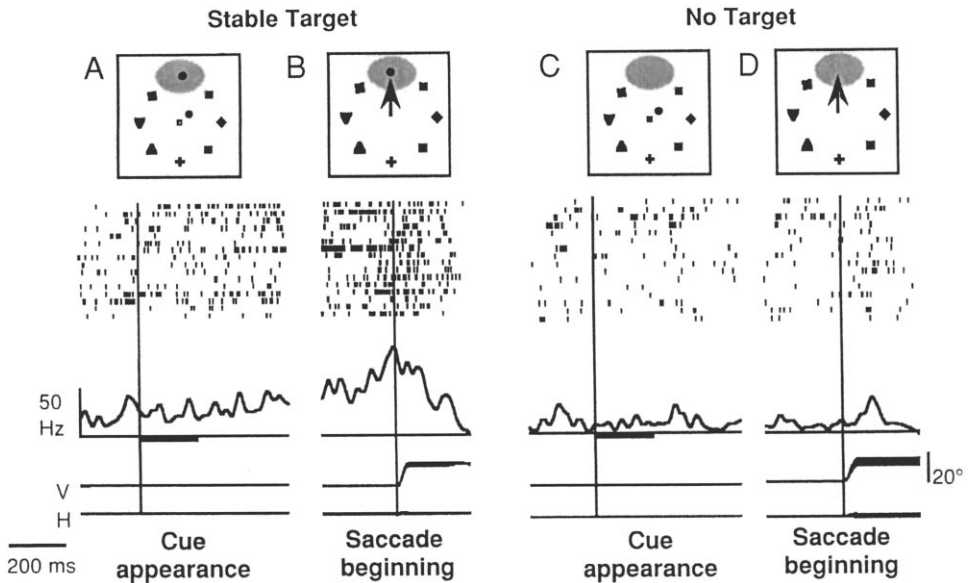 Stable Target
No Target
A
B
C
D
50
Hz
V
H
20°
200 ms
Cue
appearance
Saccade
beginning
Cue
appearance
Saccade
beginning